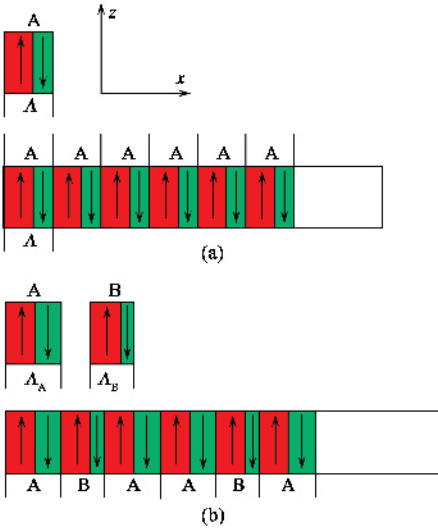 A
z
x
Λ
A A A A A A
Λ
(a)
A B
Λ_A Λ_B
A B A A B A
(b)